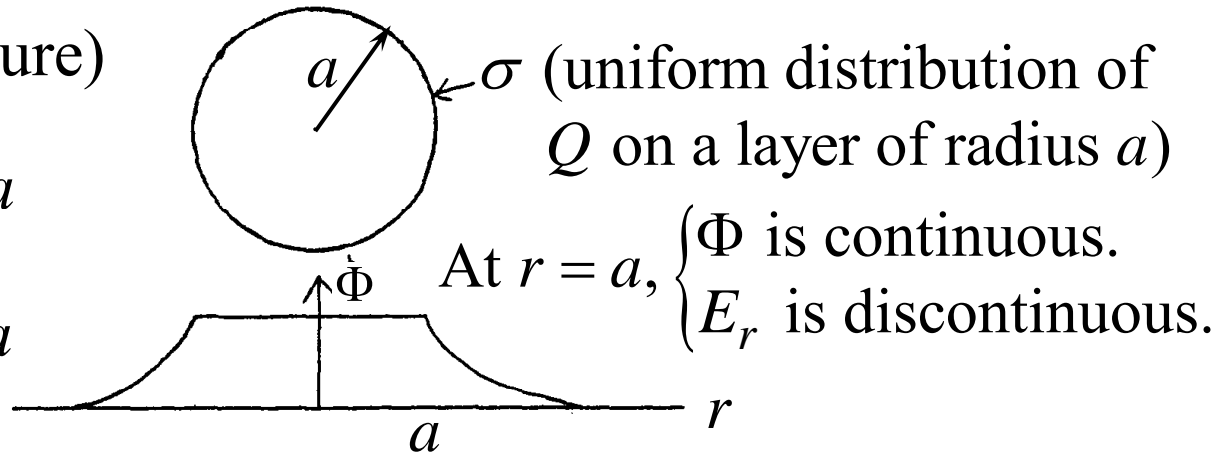 ure)
a
σ (uniform distribution of
Q on a layer of radius a)
a
At r = a, {Φ is continuous.
E_r is discontinuous.
Φ
a
r
a